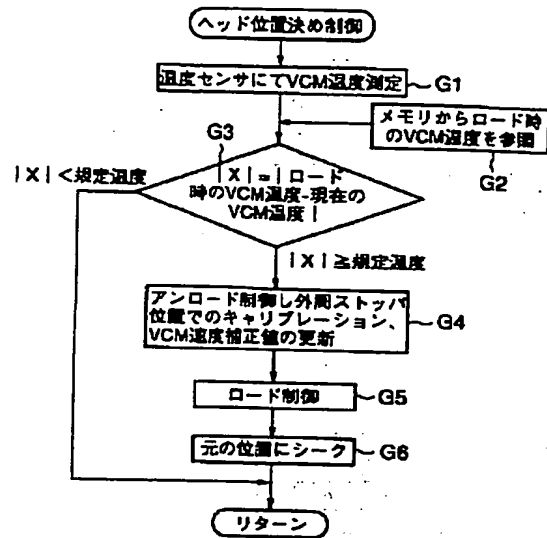 ヘッド位置決め制御
温度センサにてVCM温度測定
G1
メモリからロード時
のVCM温度を参照
G2
G3
|X|=|ロード
時のVCM温度-現在の
VCM温度|
|X|<規定温度
|X|≧規定温度
アンロード制御し外周ストッパ
位置でのキャリブレーション、
VCM速度補正値の更新
G4
ロード制御
G5
元の位置にシーク
G6
リターン